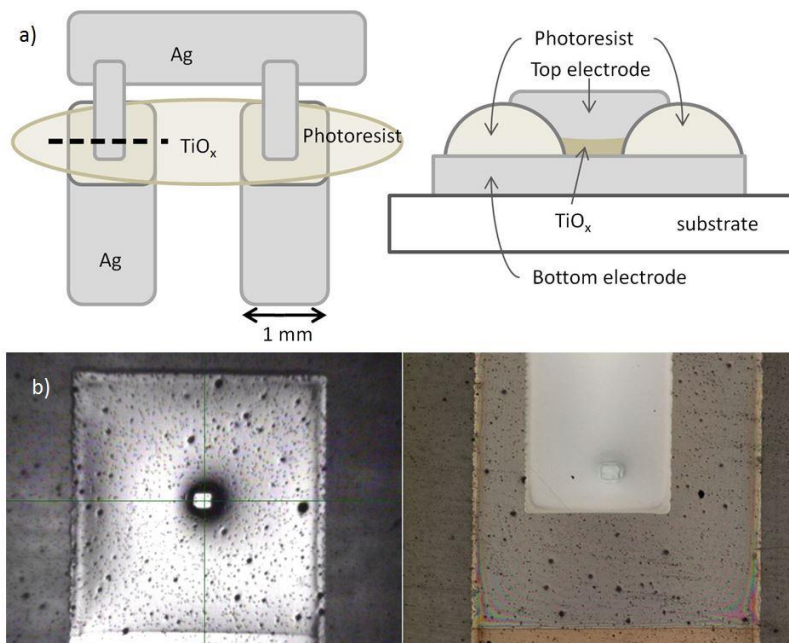 a)
Ag
TiOx
Photoresist
Ag
1 mm
Photoresist
Top electrode
TiOx
substrate
Bottom electrode
b)